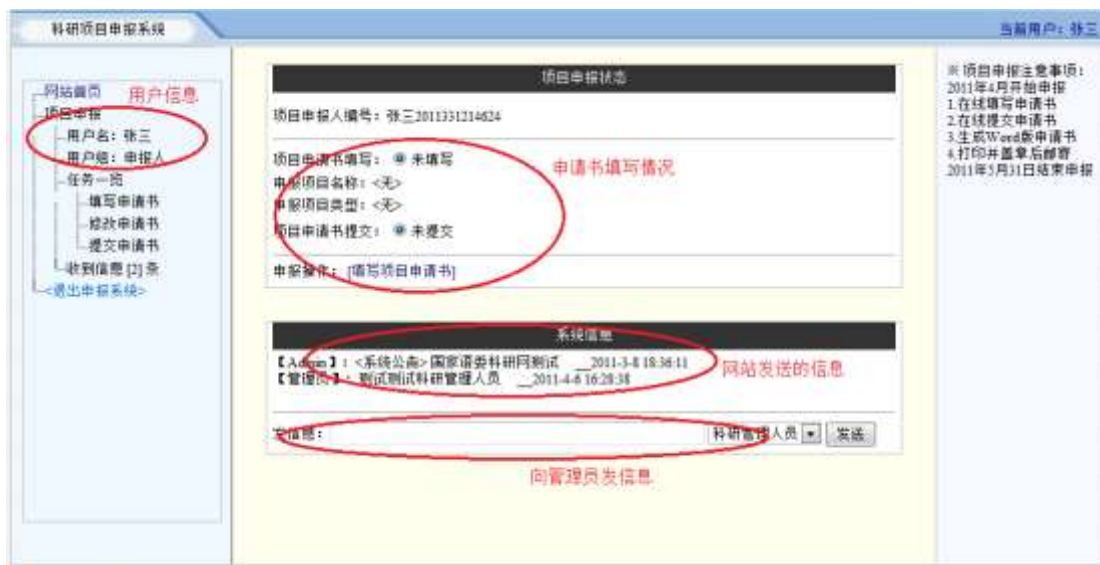 科研项目申报系统
当前用户：张三
网站首页
用户信息
项目申报
用户名：张三
用户组：申报人
任务一览
填写申请书
修改申请书
提交申请书
收到信息 [2] 条
<退出申报系统>
项目申报状态
项目申报人编号：张三2011331214624
项目申请书填写： 未填写
申报项目名称：<无>
申报项目类型：<无>
项目申请书提交： 未提交
申请书填写情况
申报操作： [填写项目申请书]
系统信息
【Admin】：<系统公告> 国家语委科研网测试 __2011-3-8 18:36:11
【管理员】：测试测试科研管理人员 __2011-4-6 16:28:38
网站发送的信息
发信息： 科研管理人员 发送
向管理员发信息
※ 项目申报注意事项：
2011年4月开始申报
1.在线填写申请书
2.在线提交申请书
3.生成Word版申请书
4.打印并盖章后邮寄
2011年5月31日结束申报